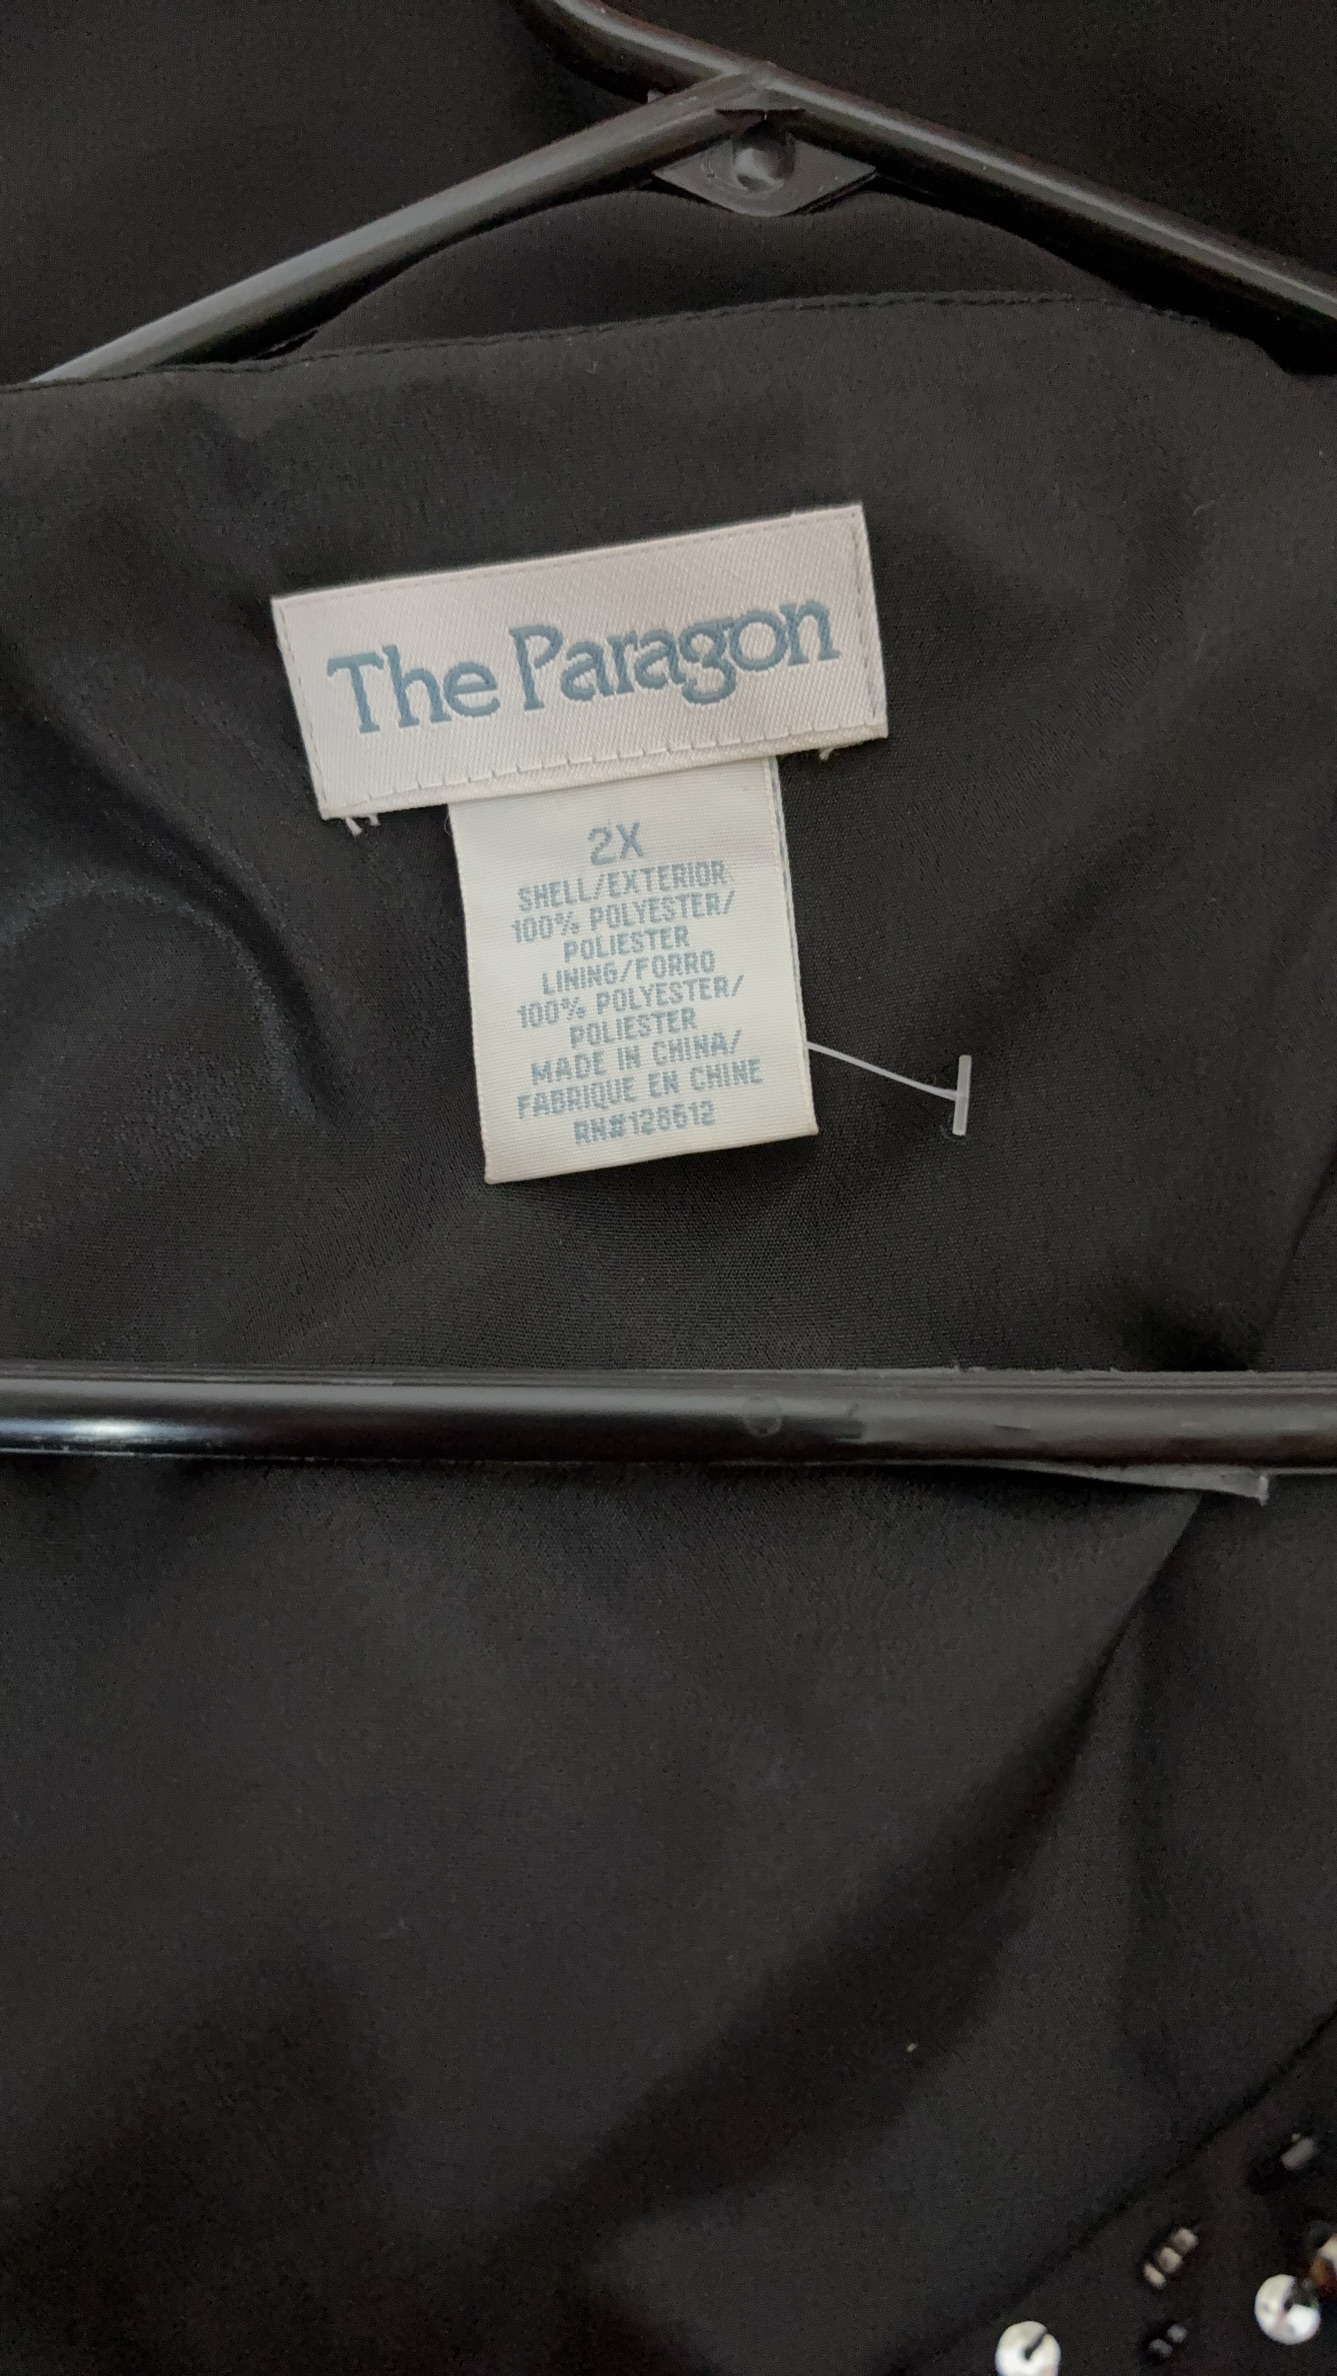 The Paragon
2X
SHELL/EXTERIOR
100% POLYESTER/
POLIESTER
LINING/FORRO
100% POLYESTER/
POLIESTER
MADE IN CHINA/
FABRIQUE EN CHINE
RN#128612